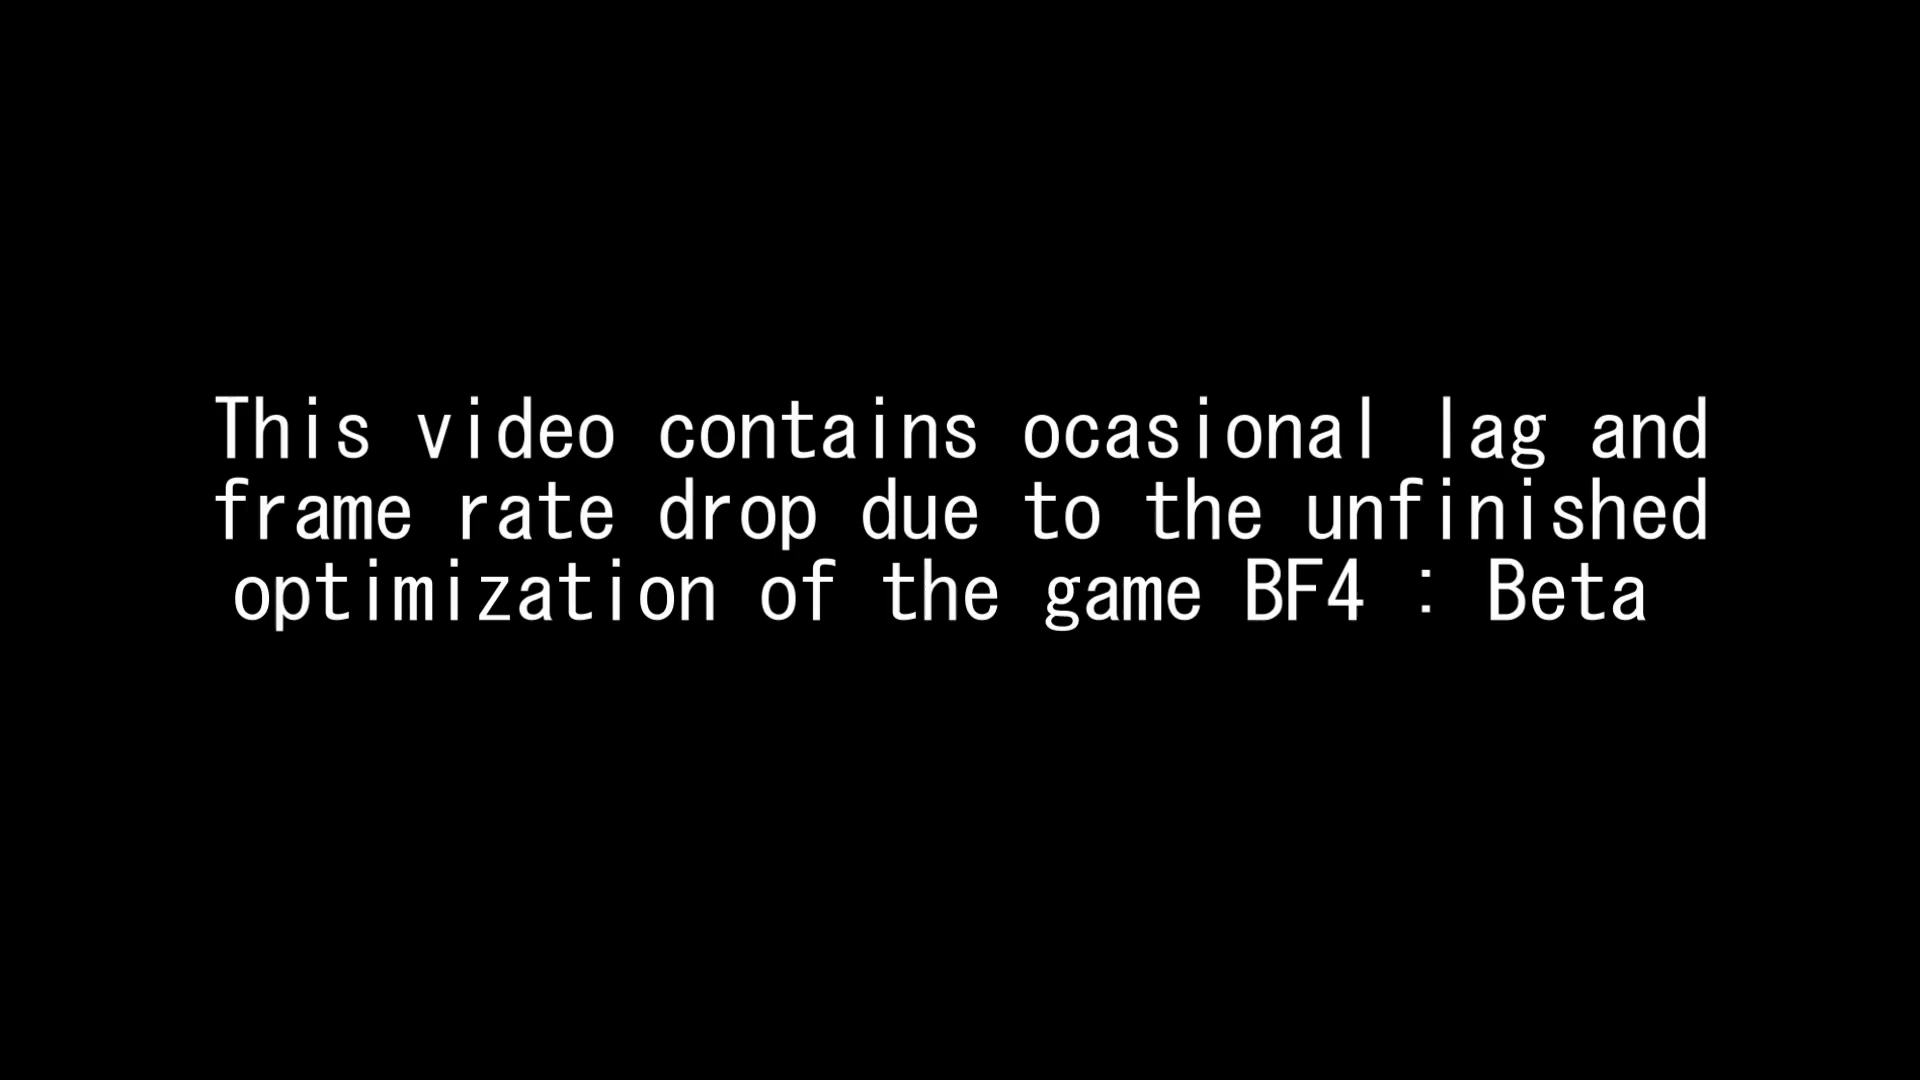 This video contains ocasional lag and
frame rate drop due to the unfinished
optimization of the game BF4 : Beta